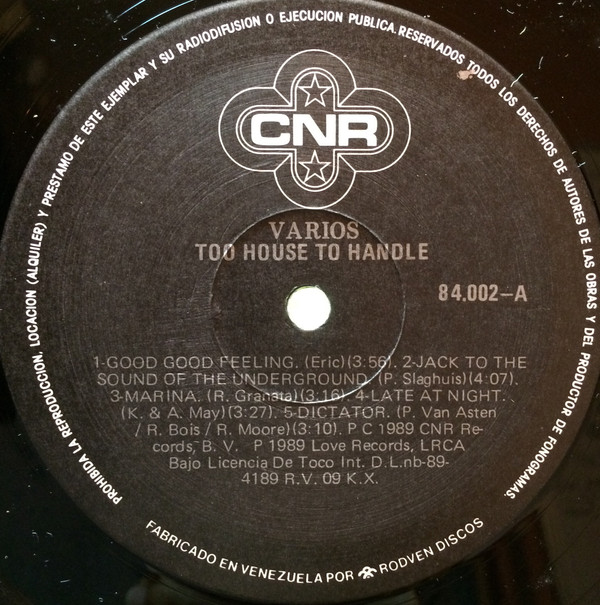 PROHIBIDA LA REPRODUCCION, LOCACION (ALQUILER) Y PRESTAMO DE ESTE EJEMPLAR Y SU RADIODIFUSION O EJECUCION PUBLICA. RESERVADOS TODOS LOS DERECHOS DE AUTORES DE LAS OBRAS Y DEL PRODUCTOR DE FONOGRAMAS.
CNR
VARIOS
TOO HOUSE TO HANDLE
84.002-A
1-GOOD GOOD FEELING. (Eric)(3:56). 2-JACK TO THE
SOUND OF THE UNDERGROUND. (P. Slaghuis)(4:07).
3-MARINA. (R. Granata)(3:16). 4-LATE AT NIGHT.
(K. & A. May)(3:27). 5-DICTATOR. (P. Van Asten
/ R. Bois / R. Moore)(3:10). P C 1989 CNR Re-
cords, B. V. P 1989 Love Records, LRCA
Bajo Licencia De Toco Int. D.L.nb-89-
4189 R.V. 09 K.X.
FABRICADO EN VENEZUELA POR RODVEN DISCOS